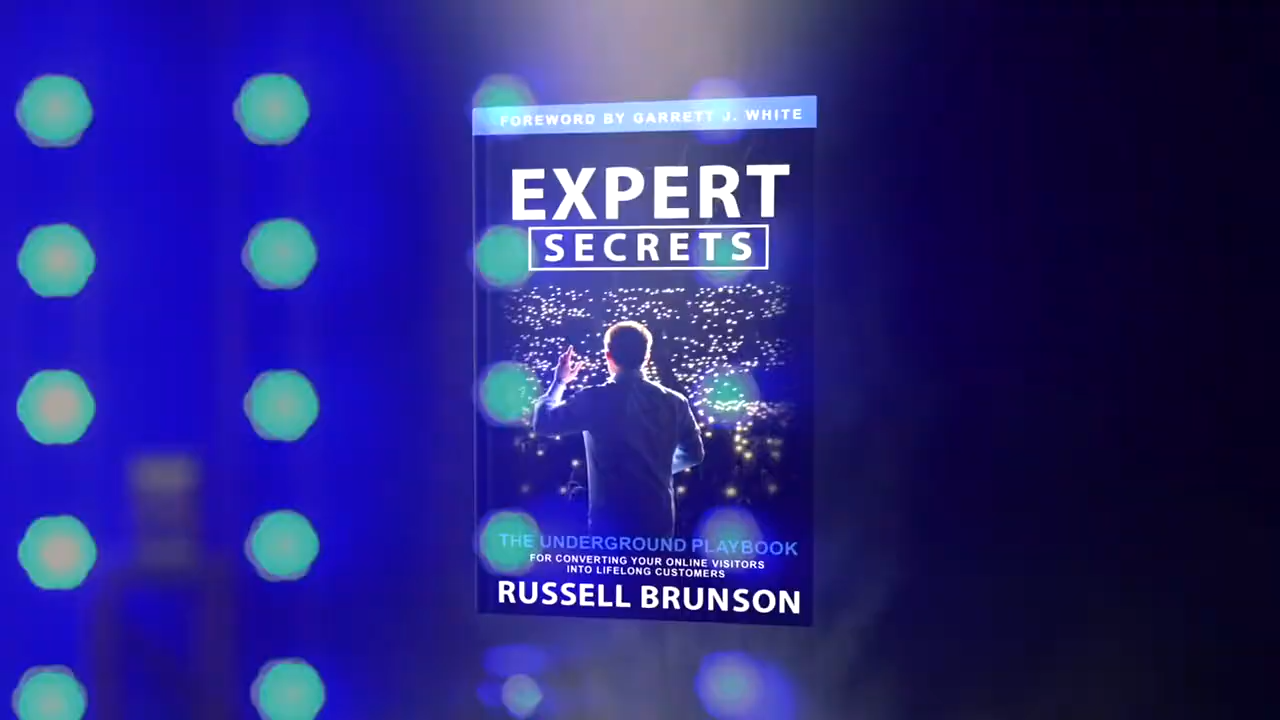 FOREWORD BY GARRETT J. WHITE
EXPERT
SECRETS
THE UNDERGROUND PLAYBOOK
FOR CONVERTING YOUR ONLINE VISITORS
INTO LIFELONG CUSTOMERS
RUSSELL BRUNSON